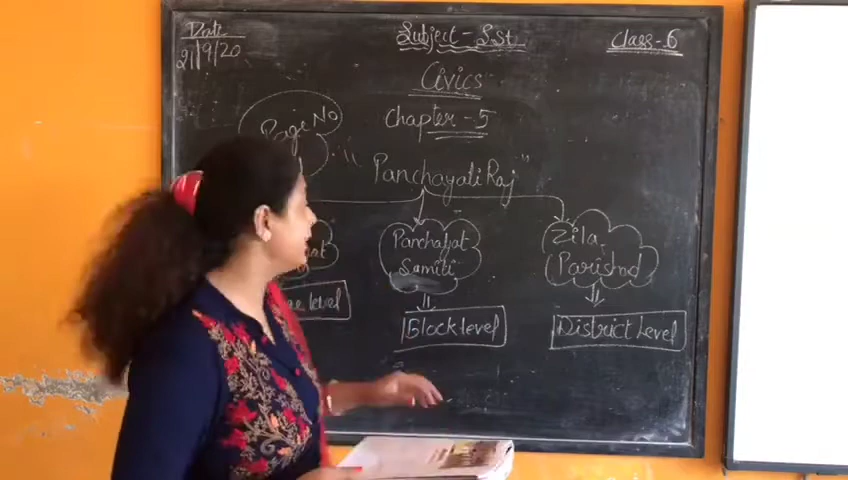 Date
21/9/20
Subject - S.st
Class - 6
Civics
Chapter - 5
Page No
" Panchayati Raj "
Panchayat
Samiti
Zila
Parishad
level
Block level
District Level